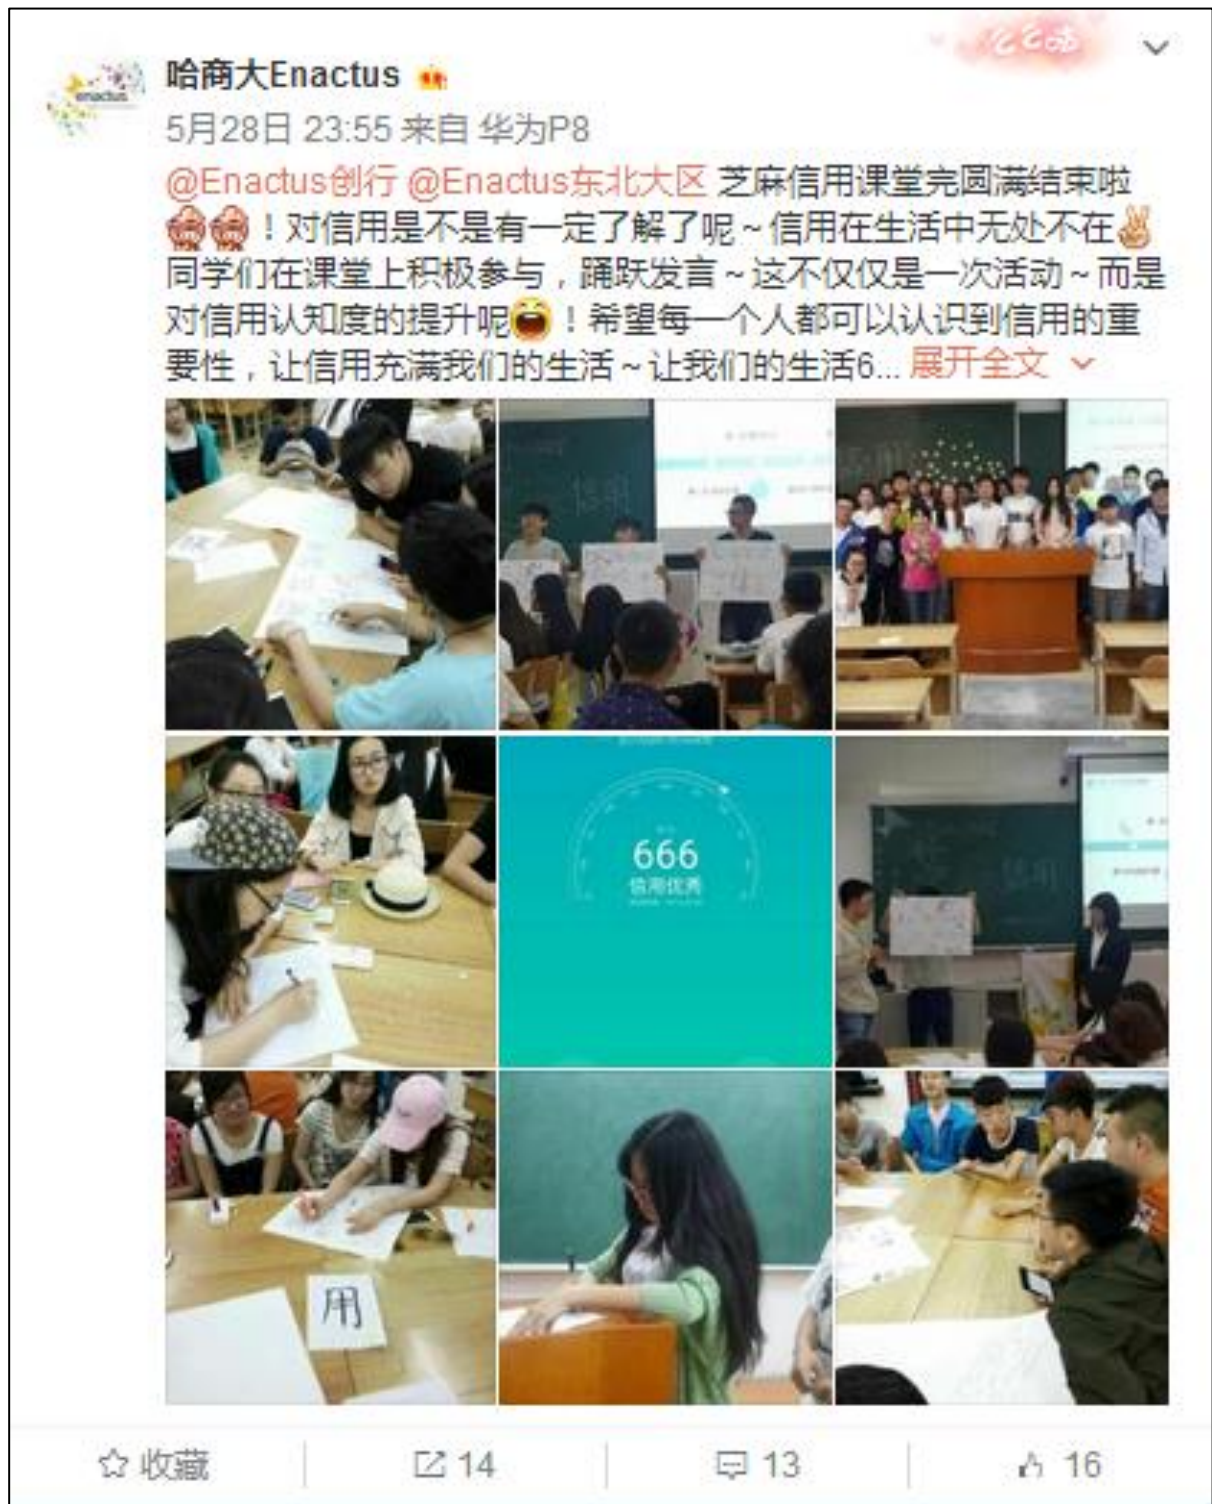 么么哒
enactus
哈商大Enactus
5月28日 23:55 来自 华为P8
@Enactus创行 @Enactus东北大区 芝麻信用课堂完圆满结束啦
！对信用是不是有一定了解了呢～信用在生活中无处不在
同学们在课堂上积极参与，踊跃发言～这不仅仅是一次活动～而是
对信用认知度的提升呢！希望每一个人都可以认识到信用的重
要性，让信用充满我们的生活～让我们的生活6... 展开全文
信用
666
信用优秀
信用
用
收藏
14
13
16